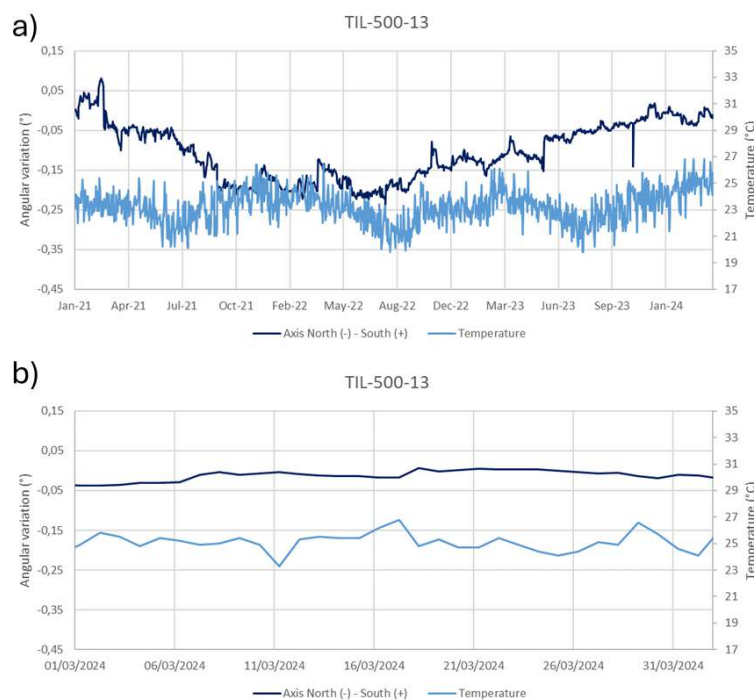 a)
TIL-500-13
0,15
0,05
-0,05
-0,15
-0,25
-0,35
-0,45
Angular variation (°)
35
33
31
29
27
25
23
21
19
17
Temperature (°C)
Jan-21 Apr-21 Jul-21 Oct-21 Feb-22 May-22 Aug-22 Dec-22 Mar-23 Jun-23 Sep-23 Jan-24
Axis North (-) - South (+) Temperature
b)
TIL-500-13
0,15
0,05
-0,05
-0,15
-0,25
-0,35
-0,45
Angular variation (°)
35
33
31
29
27
25
23
21
19
17
Temperature (°C)
01/03/2024 06/03/2024 11/03/2024 16/03/2024 21/03/2024 26/03/2024 31/03/2024
Axis North (-) - South (+) Temperature